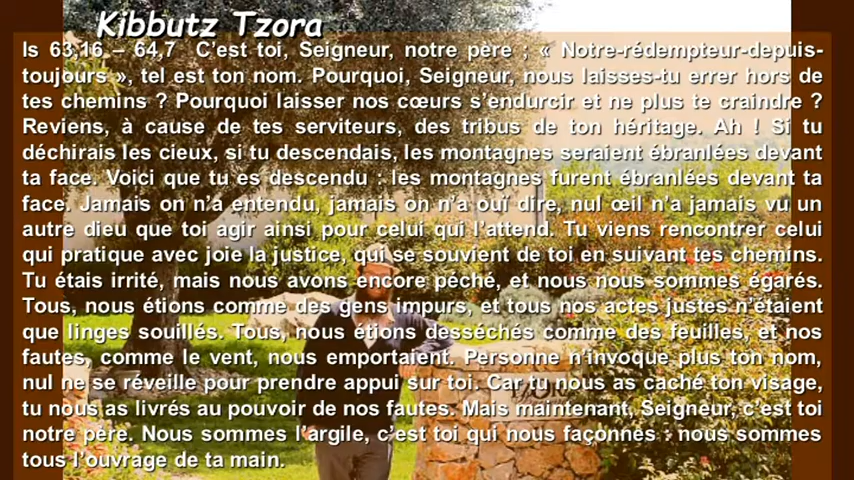 Kibbutz Tzora
Is 63,16 – 64,7 C’est toi, Seigneur, notre père ; « Notre-rédempteur-depuis-
toujours », tel est ton nom. Pourquoi, Seigneur, nous laisses-tu errer hors de
tes chemins ? Pourquoi laisser nos cœurs s’endurcir et ne plus te craindre ?
Reviens, à cause de tes serviteurs, des tribus de ton héritage. Ah ! Si tu
déchirais les cieux, si tu descendais, les montagnes seraient ébranlées devant
ta face. Voici que tu es descendu : les montagnes furent ébranlées devant ta
face. Jamais on n’a entendu, jamais on n’a ouï dire, nul œil n’a jamais vu un
autre dieu que toi agir ainsi pour celui qui l’attend. Tu viens rencontrer celui
qui pratique avec joie la justice, qui se souvient de toi en suivant tes chemins.
Tu étais irrité, mais nous avons encore péché, et nous nous sommes égarés.
Tous, nous étions comme des gens impurs, et tous nos actes justes n’étaient
que linges souillés. Tous, nous étions desséchés comme des feuilles, et nos
fautes, comme le vent, nous emportaient. Personne n’invoque plus ton nom,
nul ne se réveille pour prendre appui sur toi. Car tu nous as caché ton visage,
tu nous as livrés au pouvoir de nos fautes. Mais maintenant, Seigneur, c’est toi
notre père. Nous sommes l’argile, c’est toi qui nous façonnes : nous sommes
tous l’ouvrage de ta main.